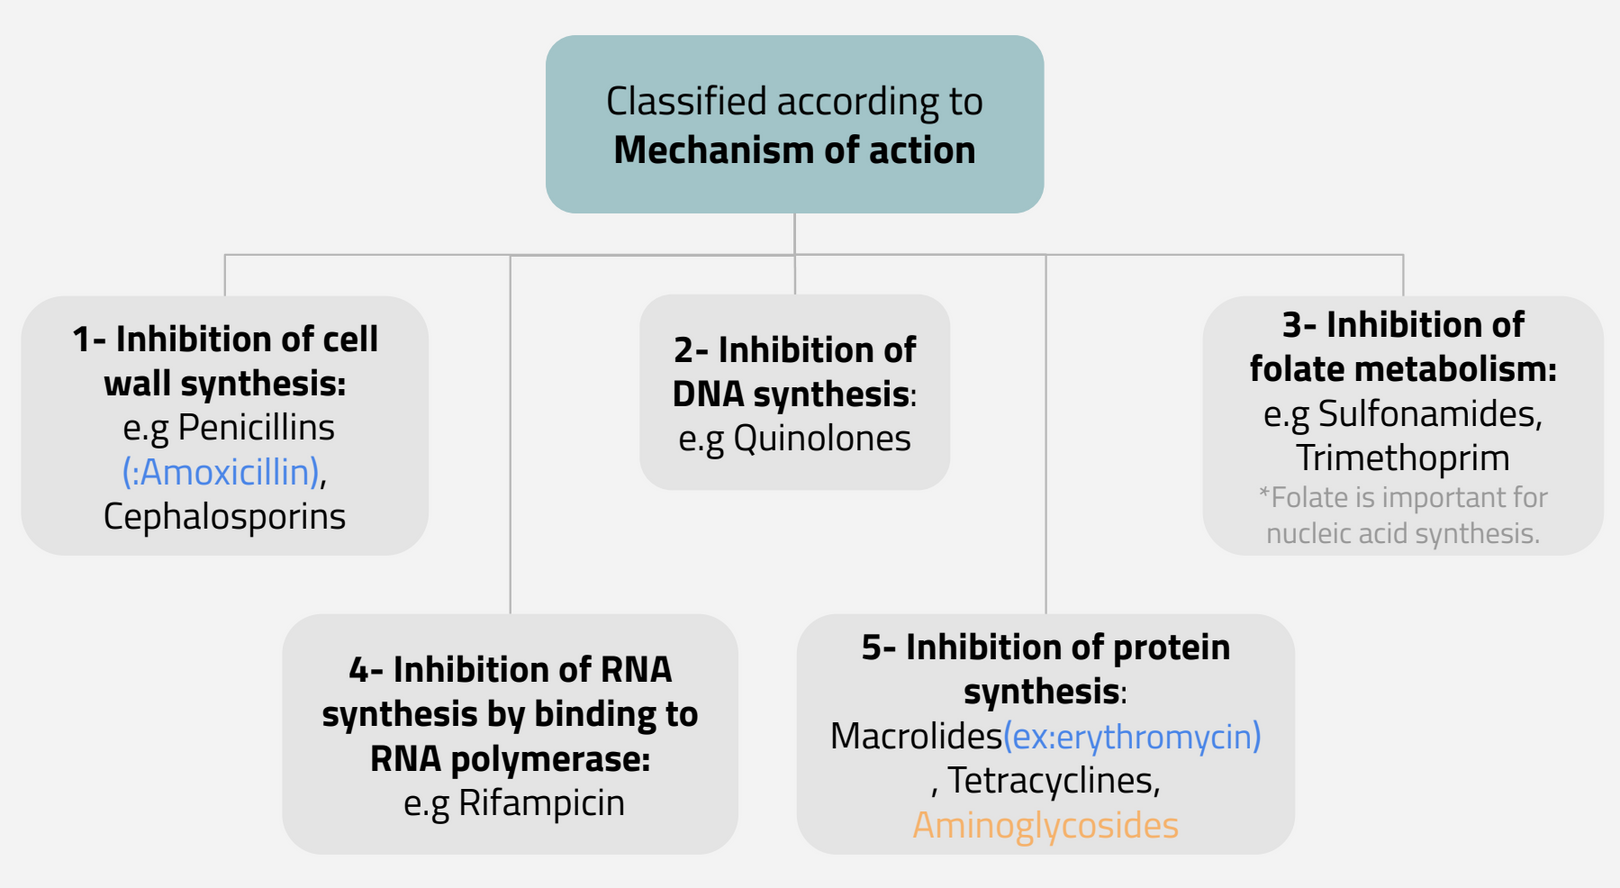 Classified according to
Mechanism of action
1- Inhibition of cell
wall synthesis:
e.g Penicillins
(:Amoxicillin),
Cephalosporins
2- Inhibition of
DNA synthesis:
e.g Quinolones
3- Inhibition of
folate metabolism:
e.g Sulfonamides,
Trimethoprim
*Folate is important for
nucleic acid synthesis.
4- Inhibition of RNA
synthesis by binding to
RNA polymerase:
e.g Rifampicin
5- Inhibition of protein
synthesis:
Macrolides(ex:erythromycin)
, Tetracyclines,
Aminoglycosides